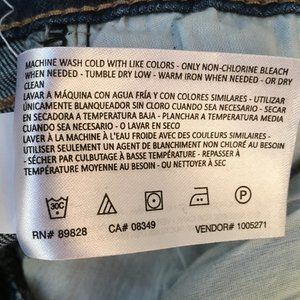 MACHINE WASH COLD WITH LIKE COLORS - ONLY NON-CHLORINE BLEACH
WHEN NEEDED - TUMBLE DRY LOW - WARM IRON WHEN NEEDED - OR DRY
CLEAN
LAVAR A MÁQUINA CON AGUA FRÍA Y CON COLORES SIMILARES - UTILIZAR
ÚNICAMENTE BLANQUEADOR SIN CLORO CUANDO SEA NECESARIO - SECAR
EN SECADORA A TEMPERATURA BAJA - PLANCHAR A TEMPERATURA MEDIA
CUANDO SEA NECESARIO - O LAVAR EN SECO
LAVER À LA MACHINE À L'EAU FROIDE AVEC DES COULEURS SIMILAIRES -
UTILISER SEULEMENT UN AGENT DE BLANCHIMENT NON CHLORÉ AU BESOIN
- SÉCHER PAR CULBUTAGE À BASSE TEMPÉRATURE - REPASSER À
TEMPÉRATURE MOYENNE AU BESOIN - OU NETTOYER À SEC
30C
P
RN# 89828 CA# 08349 VENDOR# 1005271